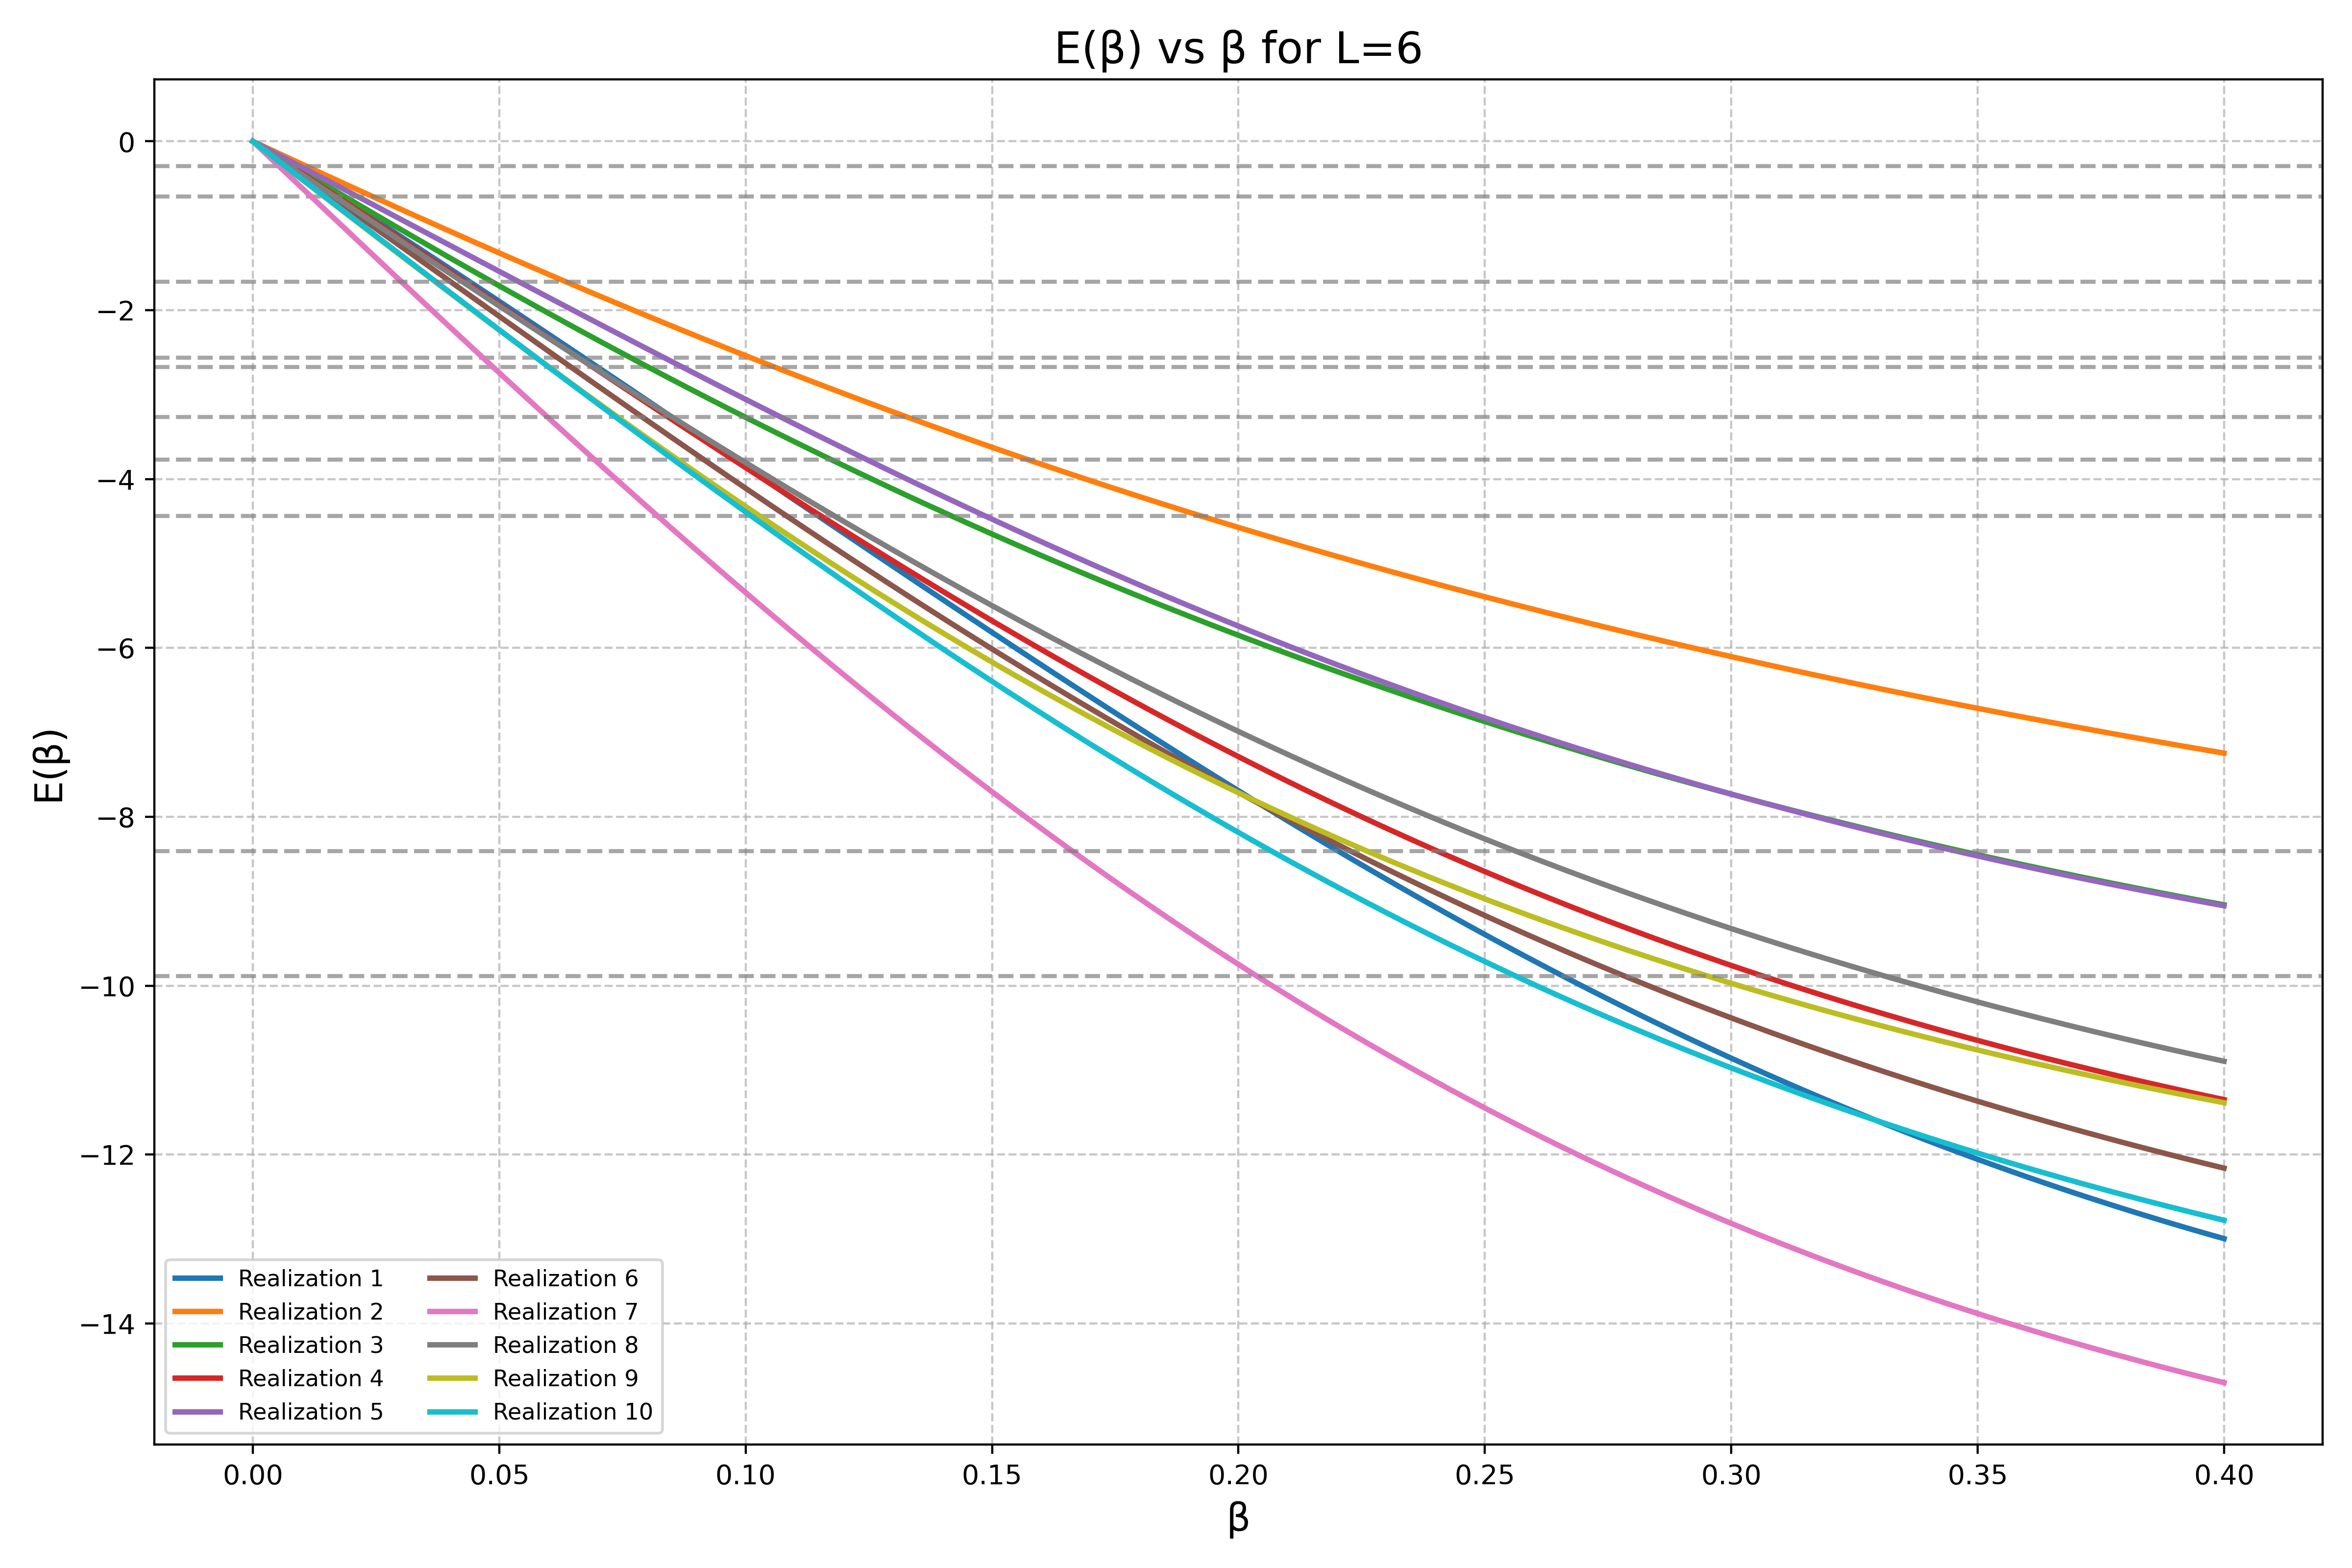 E(β) vs β for L=6
E(β)
0
−2
−4
−6
−8
−10
−12
−14
Realization 1
Realization 2
Realization 3
Realization 4
Realization 5
Realization 6
Realization 7
Realization 8
Realization 9
Realization 10
0.00 0.05 0.10 0.15 0.20 0.25 0.30 0.35 0.40
β